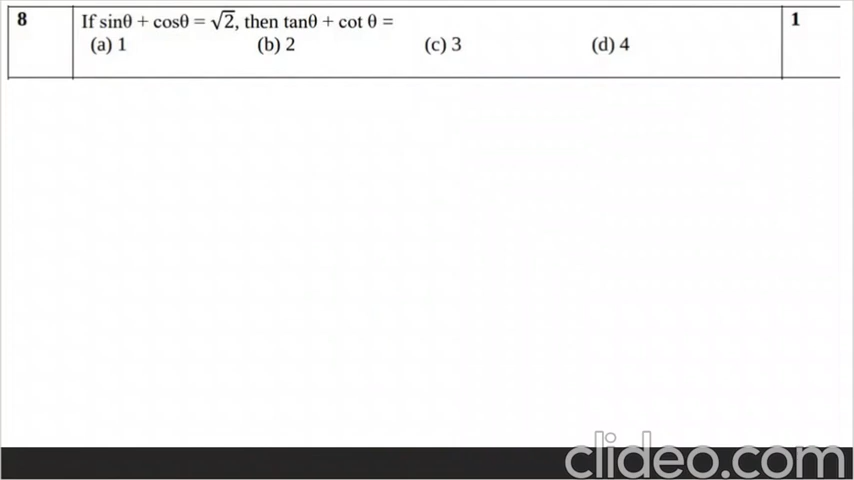 8 If sinθ + cosθ = √2, then tanθ + cot θ = 1
(a) 1 (b) 2 (c) 3 (d) 4
clideo.com